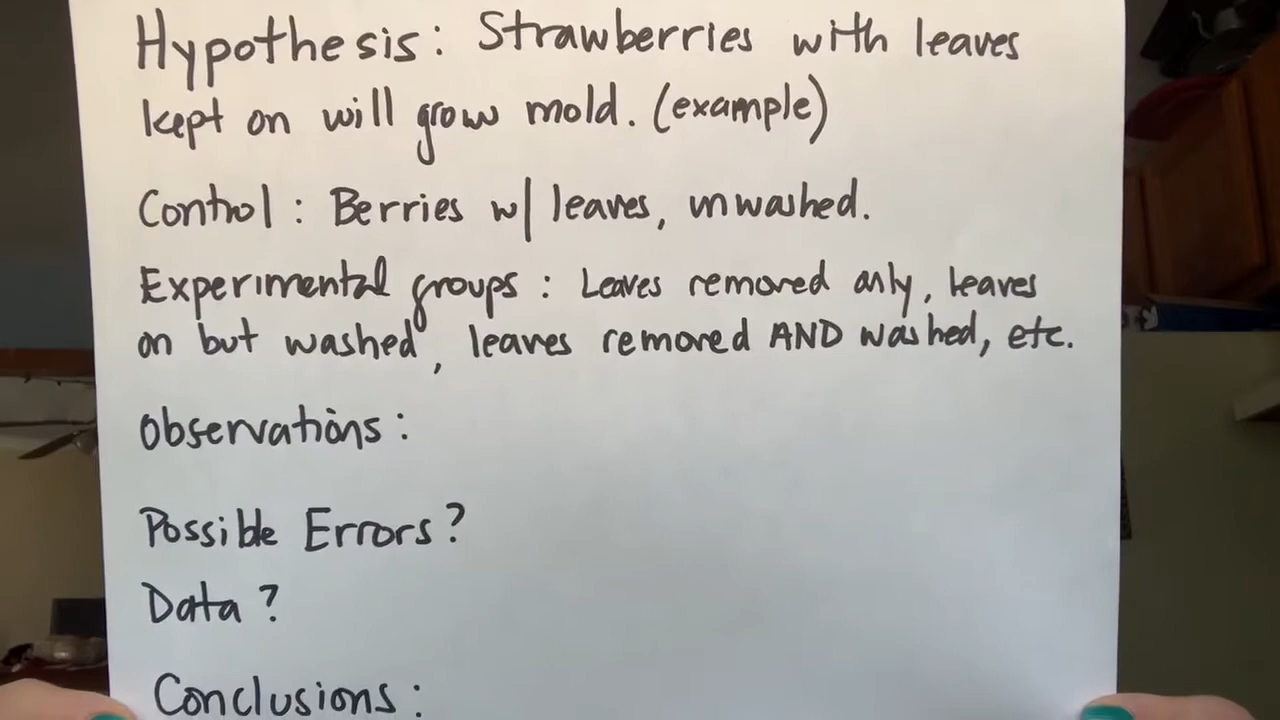 Hypothesis: Strawberries with leaves
kept on will grow mold. (example)
Control: Berries w/ leaves, unwashed.
Experimental groups: Leaves removed only, leaves
on but washed, leaves removed AND washed, etc.
Observations:
Possible Errors?
Data?
Conclusions: